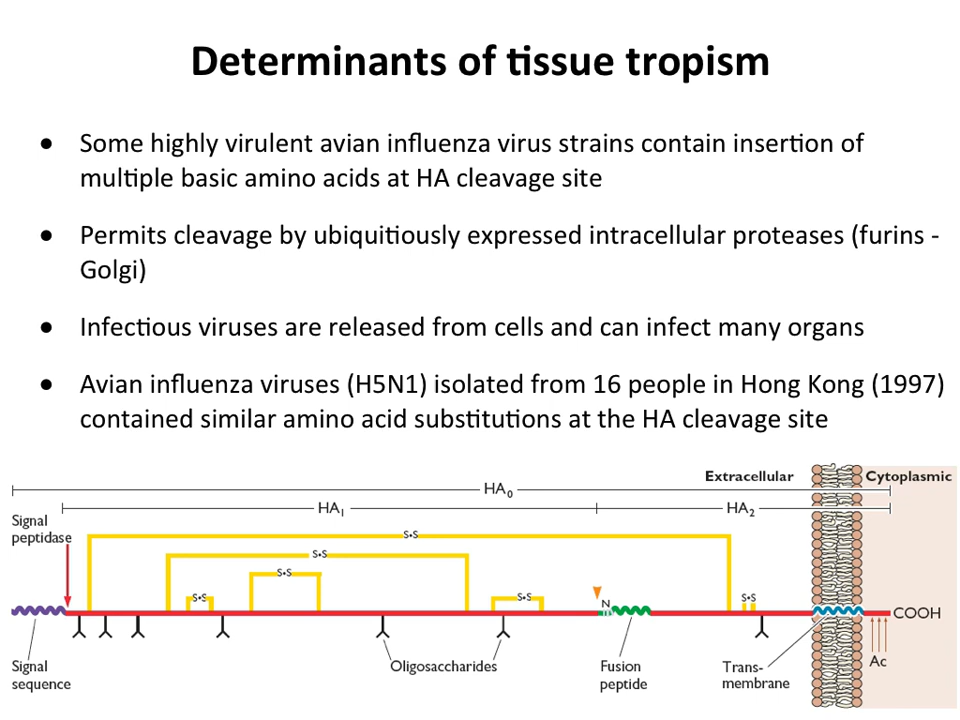 Determinants of tissue tropism
● Some highly virulent avian influenza virus strains contain insertion of
multiple basic amino acids at HA cleavage site
● Permits cleavage by ubiquitiously expressed intracellular proteases (furins -
Golgi)
● Infectious viruses are released from cells and can infect many organs
● Avian influenza viruses (H5N1) isolated from 16 people in Hong Kong (1997)
contained similar amino acid substitutions at the HA cleavage site
Extracellular
Cytoplasmic
HA0
HA1
HA2
Signal
peptidase
S•S
S•S
S•S
S•S
S•S
S•S
N
COOH
Signal
sequence
Oligosaccharides
Fusion
peptide
Trans-
membrane
Ac